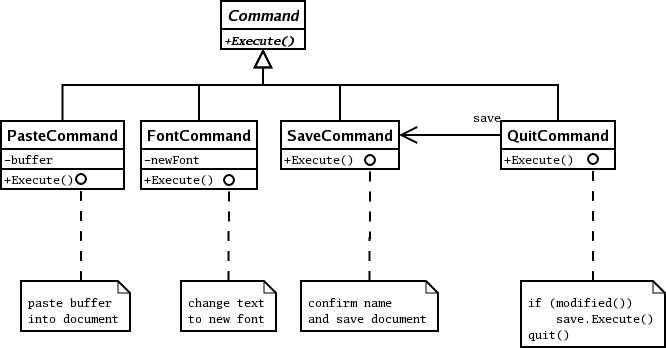 Command
+Execute()
save
PasteCommand
-buffer
+Execute()
FontCommand
-newFont
+Execute()
SaveCommand
+Execute()
QuitCommand
+Execute()
paste buffer
into document
change text
to new font
confirm name
and save document
if (modified())
    save.Execute()
quit()